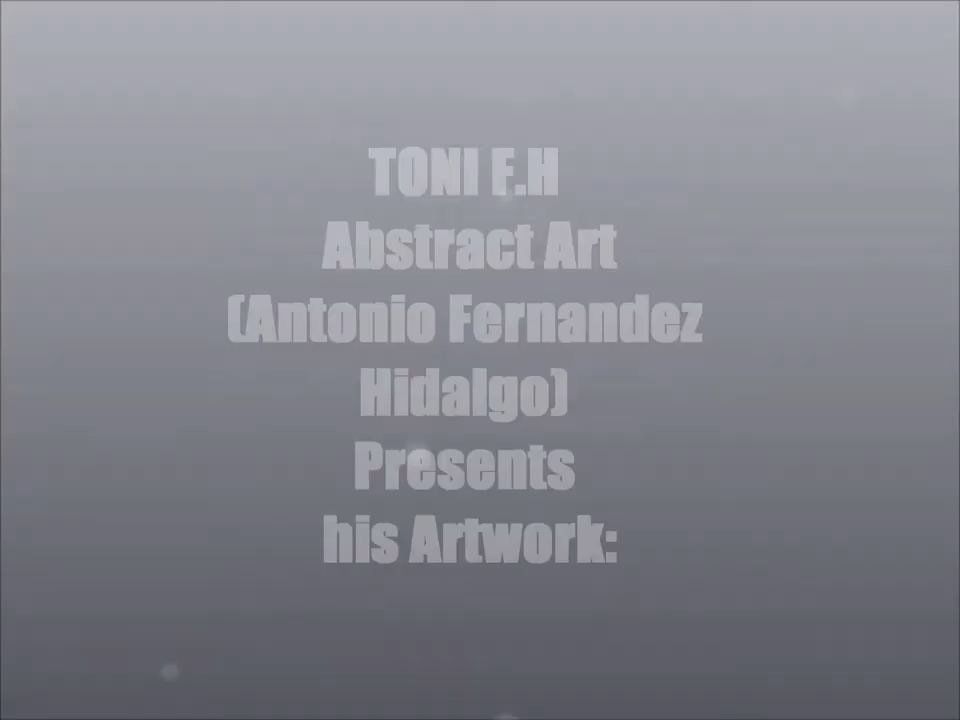 TONI F.H
Abstract Art
(Antonio Fernandez
Hidalgo)
Presents
his Artwork: